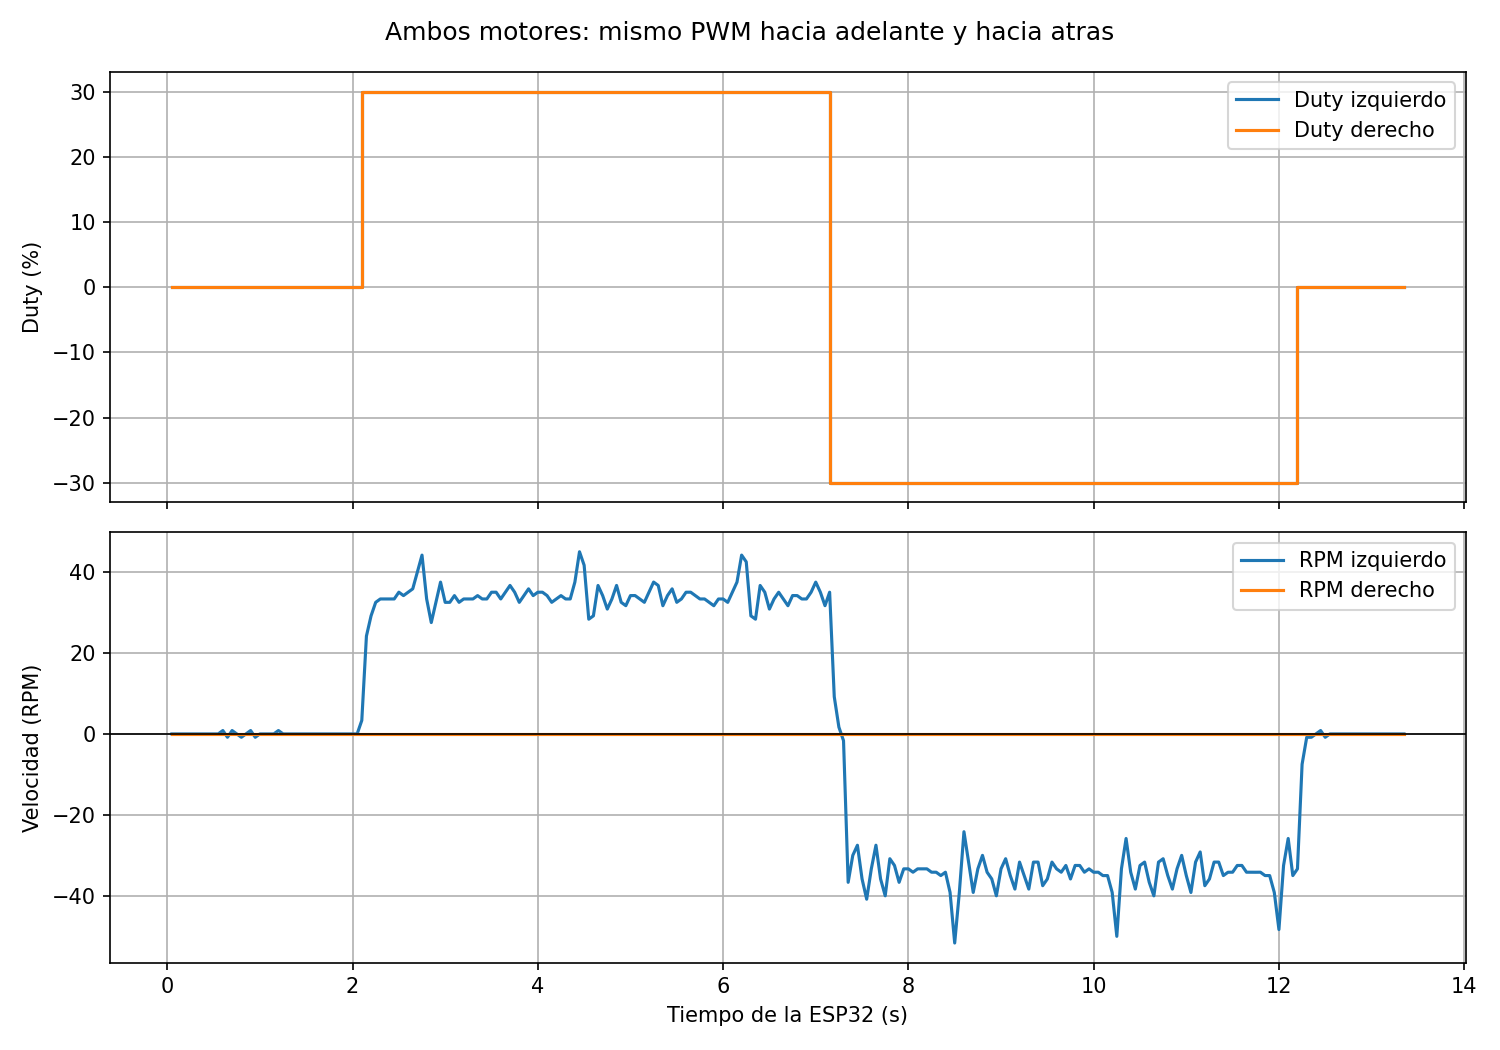 Ambos motores: mismo PWM hacia adelante y hacia atras
Duty izquierdo
Duty derecho
Duty (%)
30
20
10
0
−10
−20
−30
RPM izquierdo
RPM derecho
Velocidad (RPM)
40
20
0
−20
−40
0 2 4 6 8 10 12 14
Tiempo de la ESP32 (s)